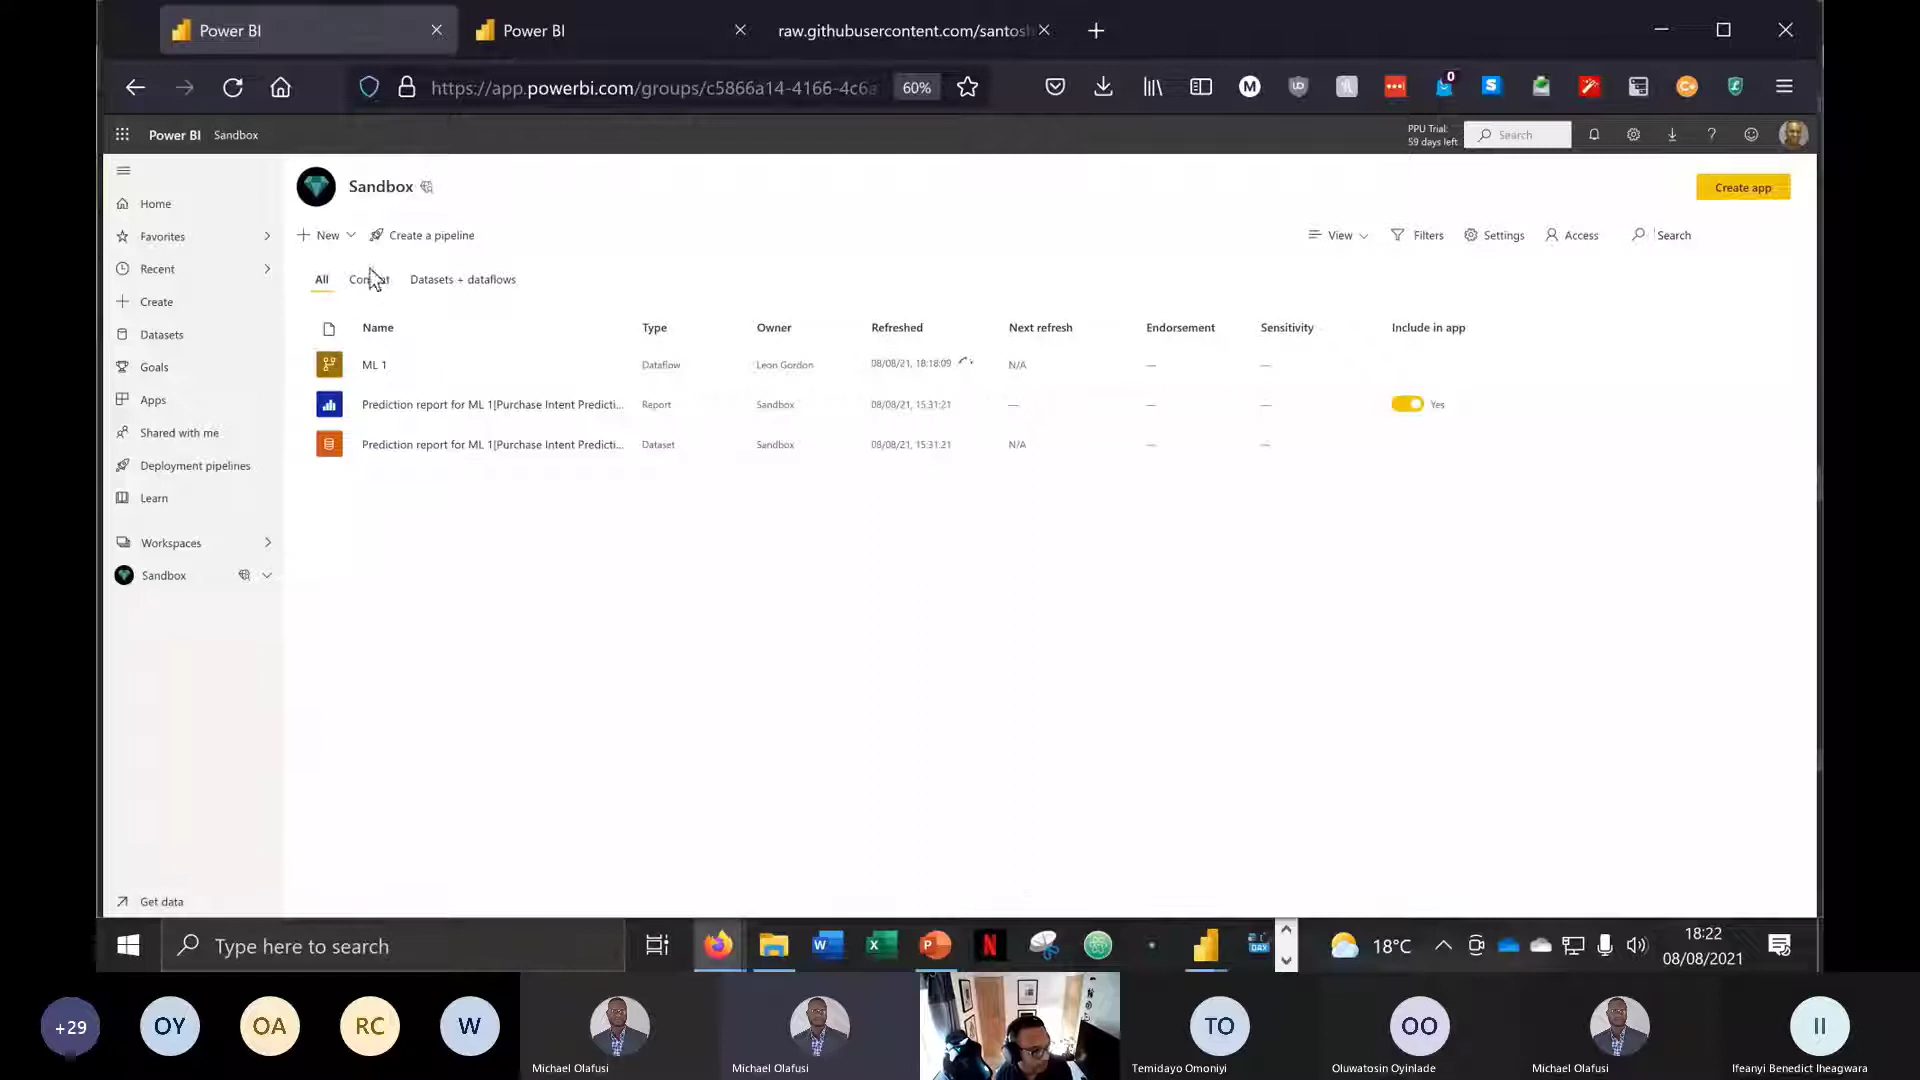 Power BI
Power BI
raw.githubusercontent.com/santosh
https://app.powerbi.com/groups/c5866a14-4166-4c6a
60%
0
Power BI Sandbox
PPU Trial:
59 days left
Search
Sandbox
Create app
New
Create a pipeline
View
Filters
Settings
Access
Search
All
Datasets + dataflows
Home
Favorites
Recent
Create
Datasets
Goals
Apps
Shared with me
Deployment pipelines
Learn
Workspaces
Sandbox
Get data
Name Type Owner Refreshed Next refresh Endorsement Sensitivity Include in app
ML 1 Dataflow Leon Gordon 08/08/21, 18:18:09 N/A — —
Prediction report for ML 1[Purchase Intent Predicti... Report Sandbox 08/08/21, 15:31:21 — — — Yes
Prediction report for ML 1[Purchase Intent Predicti... Dataset Sandbox 08/08/21, 15:31:21 N/A — —
Type here to search
18°C
18:22
08/08/2021
+29
OY
OA
RC
W
Michael Olafusi
Michael Olafusi
TO
Temidayo Omoniyi
OO
Oluwatosin Oyinlade
Michael Olafusi
II
Ifeanyi Benedict Iheagwara